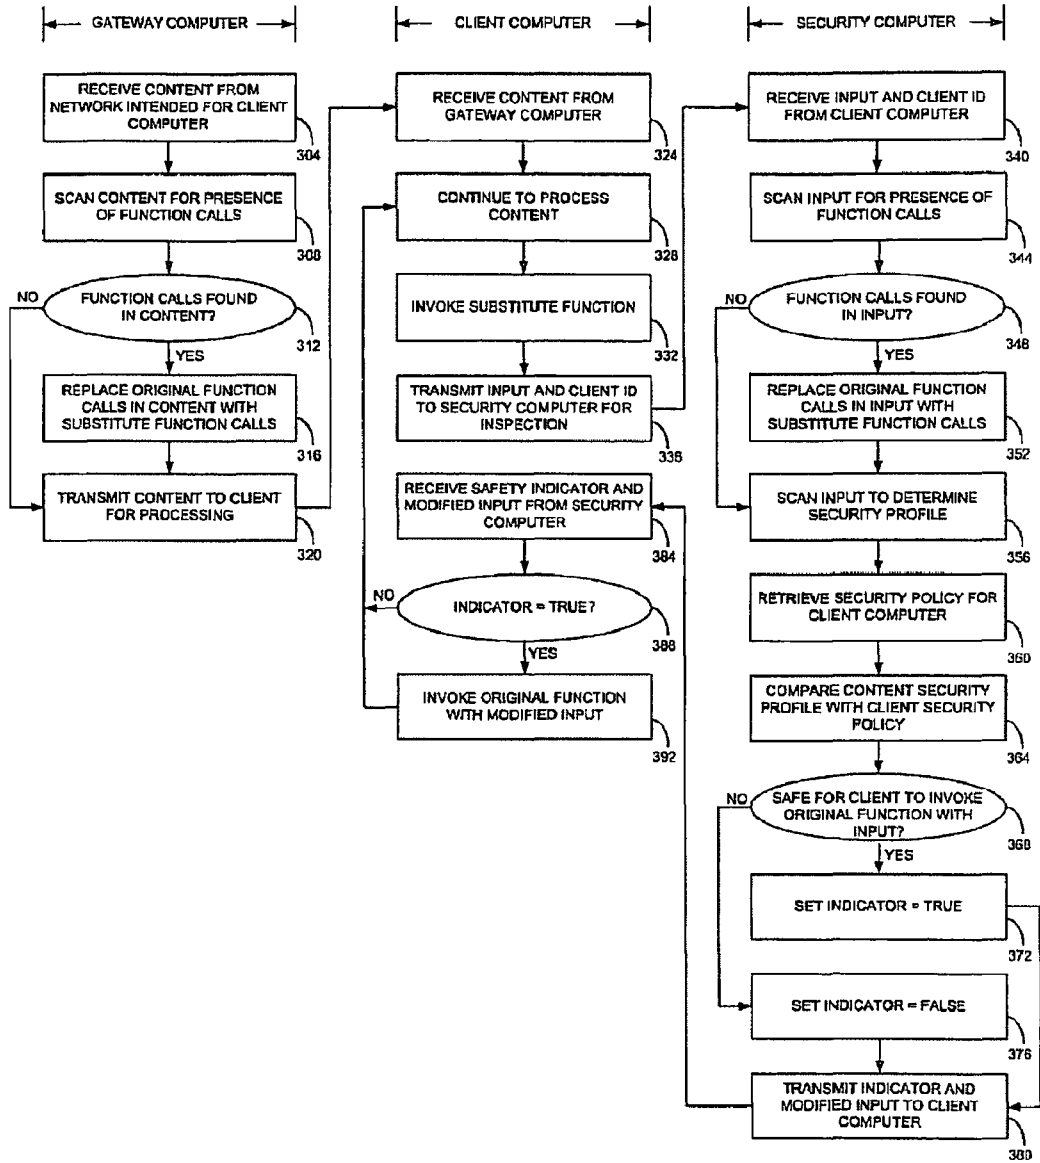 GATEWAY COMPUTER
RECEIVE CONTENT FROM
NETWORK INTENDED FOR CLIENT
COMPUTER
304
SCAN CONTENT FOR PRESENCE
OF FUNCTION CALLS
308
NO
FUNCTION CALLS FOUND
IN CONTENT?
312
YES
REPLACE ORIGINAL FUNCTION
CALLS IN CONTENT WITH
SUBSTITUTE FUNCTION CALLS
316
TRANSMIT CONTENT TO CLIENT
FOR PROCESSING
320
CLIENT COMPUTER
RECEIVE CONTENT FROM
GATEWAY COMPUTER
324
CONTINUE TO PROCESS
CONTENT
328
INVOKE SUBSTITUTE FUNCTION
332
TRANSMIT INPUT AND CLIENT ID
TO SECURITY COMPUTER FOR
INSPECTION
336
RECEIVE SAFETY INDICATOR AND
MODIFIED INPUT FROM SECURITY
COMPUTER
384
NO
INDICATOR = TRUE?
388
YES
INVOKE ORIGINAL FUNCTION
WITH MODIFIED INPUT
392
SECURITY COMPUTER
RECEIVE INPUT AND CLIENT ID
FROM CLIENT COMPUTER
340
SCAN INPUT FOR PRESENCE OF
FUNCTION CALLS
344
NO
FUNCTION CALLS FOUND
IN INPUT?
348
YES
REPLACE ORIGINAL FUNCTION
CALLS IN INPUT WITH
SUBSTITUTE FUNCTION CALLS
352
SCAN INPUT TO DETERMINE
SECURITY PROFILE
356
RETRIEVE SECURITY POLICY FOR
CLIENT COMPUTER
360
COMPARE CONTENT SECURITY
PROFILE WITH CLIENT SECURITY
POLICY
364
NO
SAFE FOR CLIENT TO INVOKE
ORIGINAL FUNCTION WITH
INPUT?
368
YES
SET INDICATOR = TRUE
372
SET INDICATOR = FALSE
376
TRANSMIT INDICATOR AND
MODIFIED INPUT TO CLIENT
COMPUTER
380